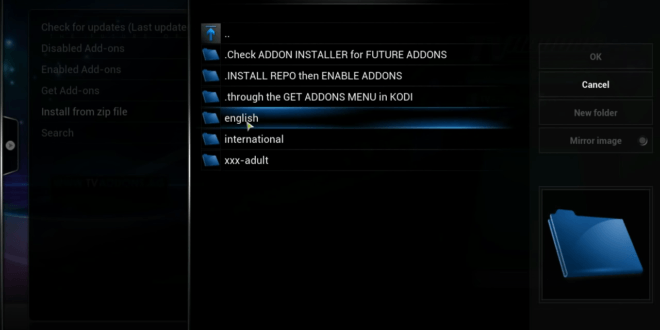 Check for updates (Last update
Disabled Add-ons
Enabled Add-ons
Get Add-ons
Install from zip file
Search
..
.Check ADDON INSTALLER for FUTURE ADDONS
.INSTALL REPO then ENABLE ADDONS
.through the GET ADDONS MENU in KODI
english
international
xxx-adult
OK
Cancel
New folder
Mirror image